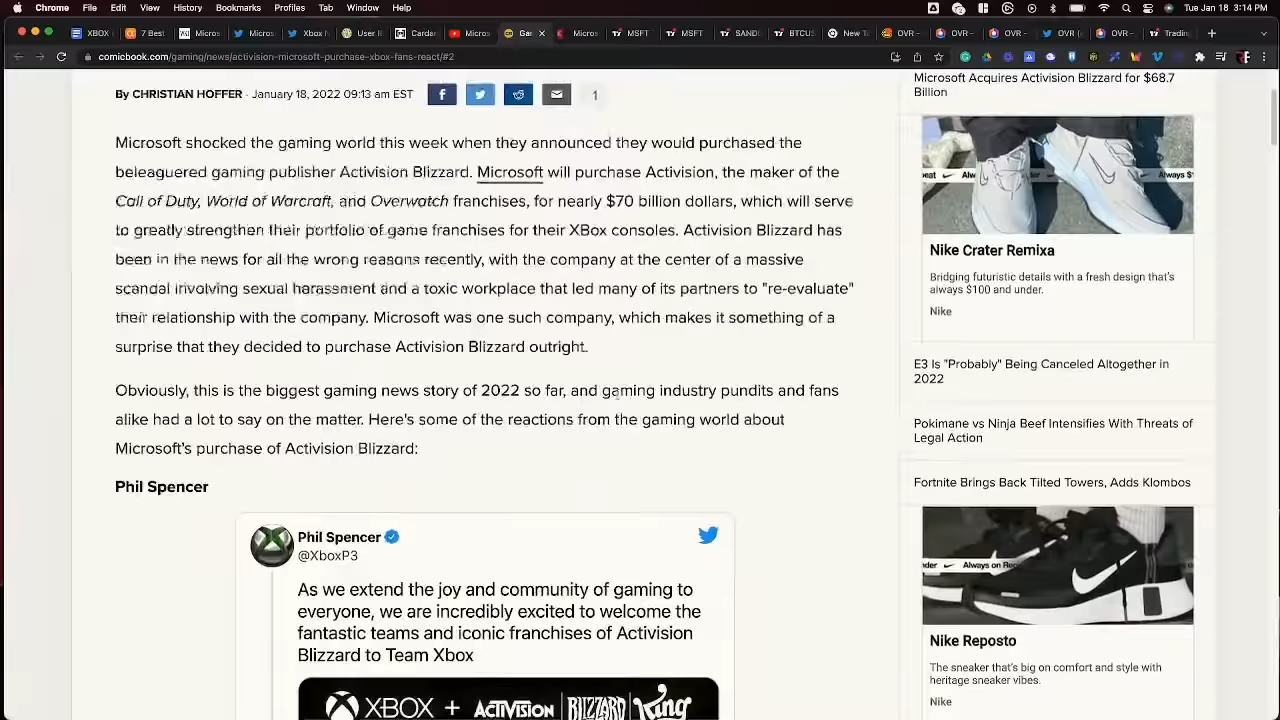 Chrome File Edit View History Bookmarks Profiles Tab Window Help Tue Jan 18 3:14 PM
XBOX 7 Best Micros Micros Xbox I User I Cardan Micros Gar Micros MSFT MSFT SANDI BTCUS New T OVR - OVR - OVR - OVR ( OVR - Trading
comicbook.com/gaming/news/activision-microsoft-purchase-xbox-fans-react/#2
By CHRISTIAN HOFFER - January 18, 2022 09:13 am EST 1
Microsoft shocked the gaming world this week when they announced they would purchased the
beleaguered gaming publisher Activision Blizzard. Microsoft will purchase Activision, the maker of the
Call of Duty, World of Warcraft, and Overwatch franchises, for nearly $70 billion dollars, which will serve
to greatly strengthen their portfolio of game franchises for their XBox consoles. Activision Blizzard has
been in the news for all the wrong reasons recently, with the company at the center of a massive
scandal involving sexual harassment and a toxic workplace that led many of its partners to "re-evaluate"
their relationship with the company. Microsoft was one such company, which makes it something of a
surprise that they decided to purchase Activision Blizzard outright.
Obviously, this is the biggest gaming news story of 2022 so far, and gaming industry pundits and fans
alike had a lot to say on the matter. Here's some of the reactions from the gaming world about
Microsoft's purchase of Activision Blizzard:
Phil Spencer
Phil Spencer
@XboxP3
As we extend the joy and community of gaming to
everyone, we are incredibly excited to welcome the
fantastic teams and iconic franchises of Activision
Blizzard to Team Xbox
XBOX + ACTIVISION BLIZZARD King
Microsoft Acquires Activision Blizzard for $68.7
Billion
eat Always $1
Nike Crater Remixa
Bridging futuristic details with a fresh design that's
always $100 and under.
Nike
E3 Is "Probably" Being Canceled Altogether in
2022
Pokimane vs Ninja Beef Intensifies With Threats of
Legal Action
Fortnite Brings Back Tilted Towers, Adds Klombos
der Always on Rep
Nike Reposto
The sneaker that's big on comfort and style with
heritage sneaker vibes.
Nike